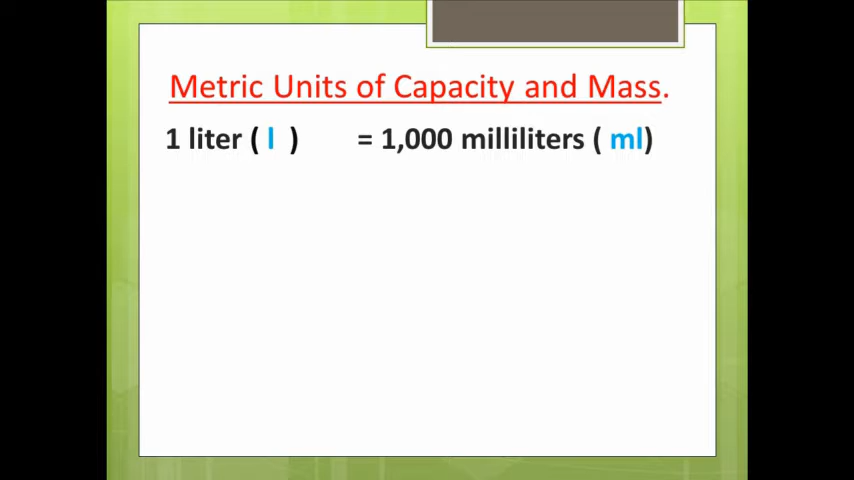 Metric Units of Capacity and Mass.
1 liter ( l ) = 1,000 milliliters ( ml)